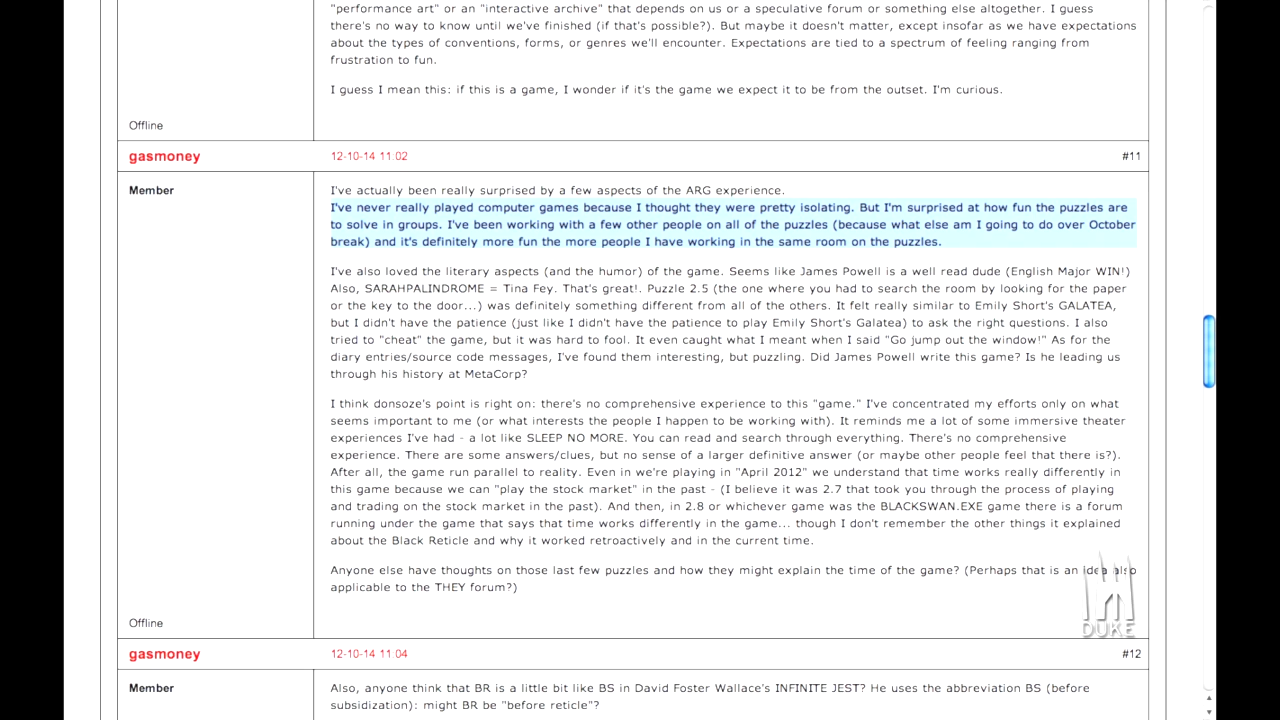 "performance art" or an "interactive archive" that depends on us or a speculative forum or something else altogether. I guess
there's no way to know until we've finished (if that's possible?). But maybe it doesn't matter, except insofar as we have expectations
about the types of conventions, forms, or genres we'll encounter. Expectations are tied to a spectrum of feeling ranging from
frustration to fun.
I guess I mean this: if this is a game, I wonder if it's the game we expect it to be from the outset. I'm curious.
Offline
gasmoney 12-10-14 11:02 #11
Member
I've actually been really surprised by a few aspects of the ARG experience.
I've never really played computer games because I thought they were pretty isolating. But I'm surprised at how fun the puzzles are
to solve in groups. I've been working with a few other people on all of the puzzles (because what else am I going to do over October
break) and it's definitely more fun the more people I have working in the same room on the puzzles.
I've also loved the literary aspects (and the humor) of the game. Seems like James Powell is a well read dude (English Major WIN!)
Also, SARAHPALINDROME = Tina Fey. That's great!. Puzzle 2.5 (the one where you had to search the room by looking for the paper
or the key to the door...) was definitely something different from all of the others. It felt really similar to Emily Short's GALATEA,
but I didn't have the patience (just like I didn't have the patience to play Emily Short's Galatea) to ask the right questions. I also
tried to "cheat" the game, but it was hard to fool. It even caught what I meant when I said "Go jump out the window!" As for the
diary entries/source code messages, I've found them interesting, but puzzling. Did James Powell write this game? Is he leading us
through his history at MetaCorp?
I think donsoze's point is right on: there's no comprehensive experience to this "game." I've concentrated my efforts only on what
seems important to me (or what interests the people I happen to be working with). It reminds me a lot of some immersive theater
experiences I've had - a lot like SLEEP NO MORE. You can read and search through everything. There's no comprehensive
experience. There are some answers/clues, but no sense of a larger definitive answer (or maybe other people feel that there is?).
After all, the game run parallel to reality. Even in we're playing in "April 2012" we understand that time works really differently in
this game because we can "play the stock market" in the past - (I believe it was 2.7 that took you through the process of playing
and trading on the stock market in the past). And then, in 2.8 or whichever game was the BLACKSWAN.EXE game there is a forum
running under the game that says that time works differently in the game... though I don't remember the other things it explained
about the Black Reticle and why it worked retroactively and in the current time.
Anyone else have thoughts on those last few puzzles and how they might explain the time of the game? (Perhaps that is an idea also
applicable to the THEY forum?)
DUKE
Offline
gasmoney 12-10-14 11:04 #12
Member
Also, anyone think that BR is a little bit like BS in David Foster Wallace's INFINITE JEST? He uses the abbreviation BS (before
subsidization): might BR be "before reticle"?